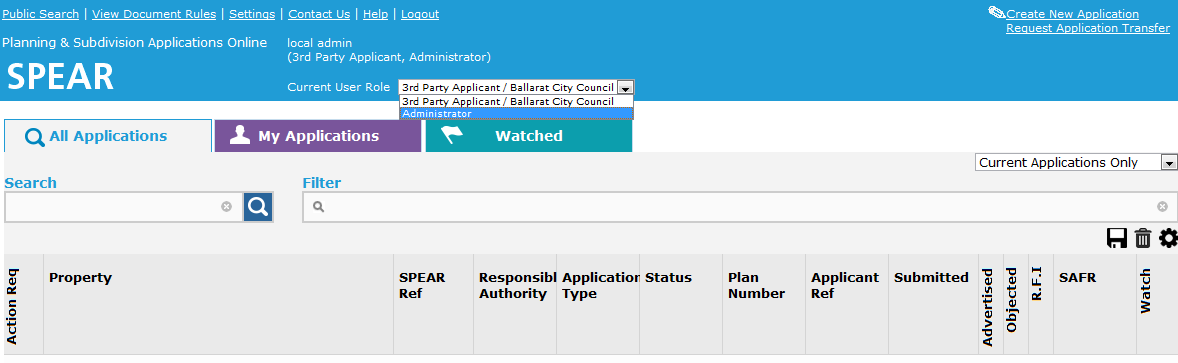 Public Search | View Document Rules | Settings | Contact Us | Help | Logout
Create New Application
Request Application Transfer
Planning & Subdivision Applications Online
local admin
(3rd Party Applicant, Administrator)
SPEAR
Current User Role 3rd Party Applicant / Ballarat City Council
3rd Party Applicant / Ballarat City Council
Administrator
All Applications My Applications Watched
Current Applications Only
Search Filter
Action Req
Property
SPEAR
Ref
Responsibl
Authority
Application
Type
Status
Plan
Number
Applicant
Ref
Submitted
Advertised
Objected
R.F.I
SAFR
Watch